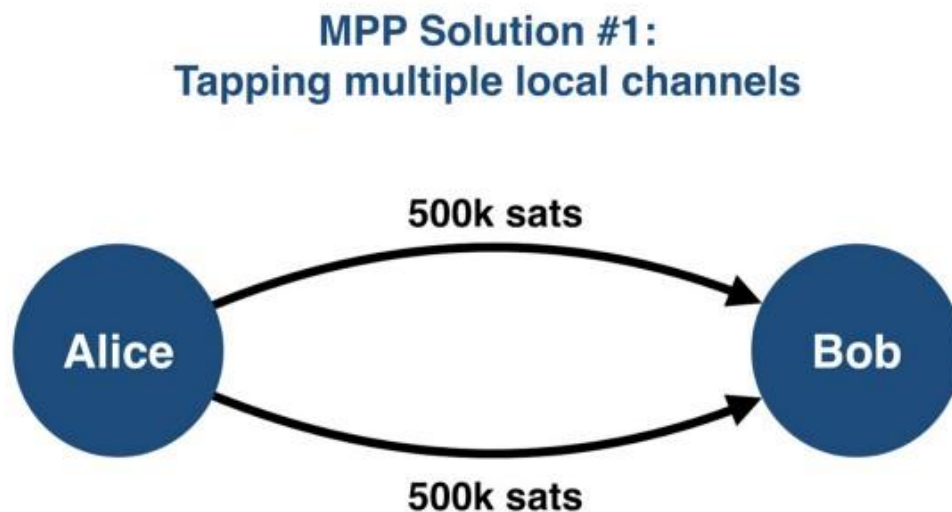 MPP Solution #1:
Tapping multiple local channels
500k sats
Alice
Bob
500k sats